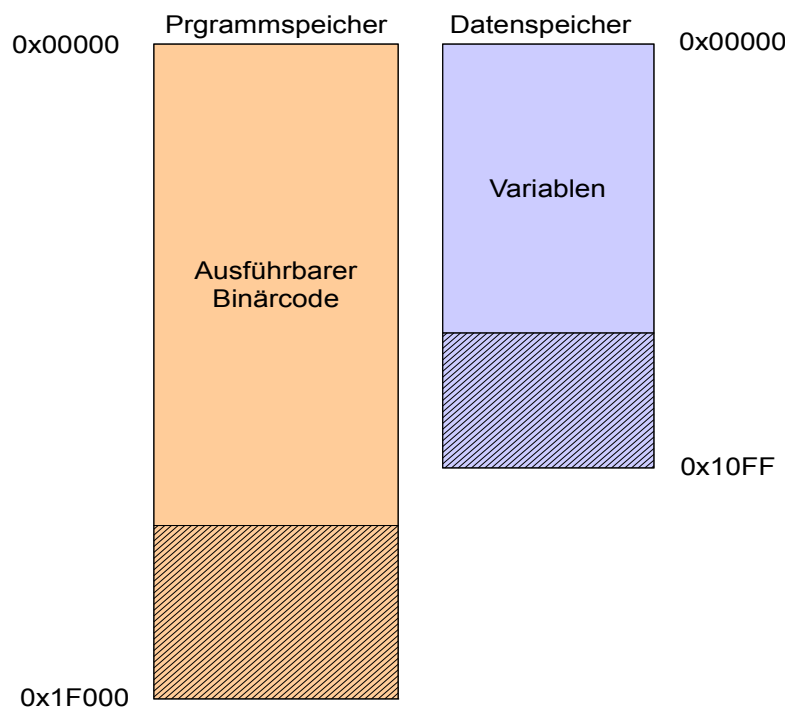 Prgrammspeicher
Datenspeicher
0x00000
0x00000
Variablen
Ausführbarer
Binärcode
0x10FF
0x1F000